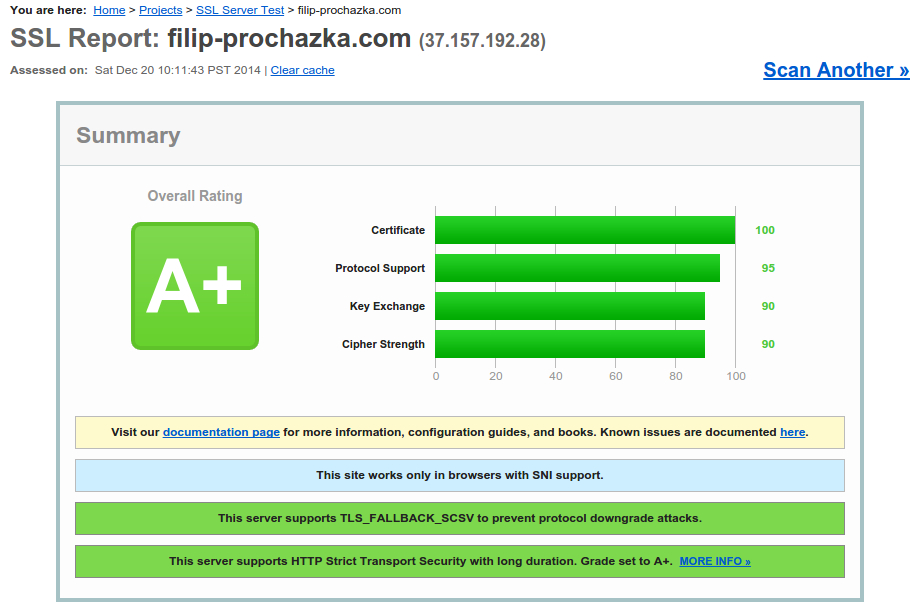 You are here: Home > Projects > SSL Server Test > filip-prochazka.com
SSL Report: filip-prochazka.com (37.157.192.28)
Assessed on: Sat Dec 20 10:11:43 PST 2014 | Clear cache
Scan Another »
Summary
Overall Rating
A+
Certificate 100
Protocol Support 95
Key Exchange 90
Cipher Strength 90
0 20 40 60 80 100
Visit our documentation page for more information, configuration guides, and books. Known issues are documented here.
This site works only in browsers with SNI support.
This server supports TLS_FALLBACK_SCSV to prevent protocol downgrade attacks.
This server supports HTTP Strict Transport Security with long duration. Grade set to A+. MORE INFO »